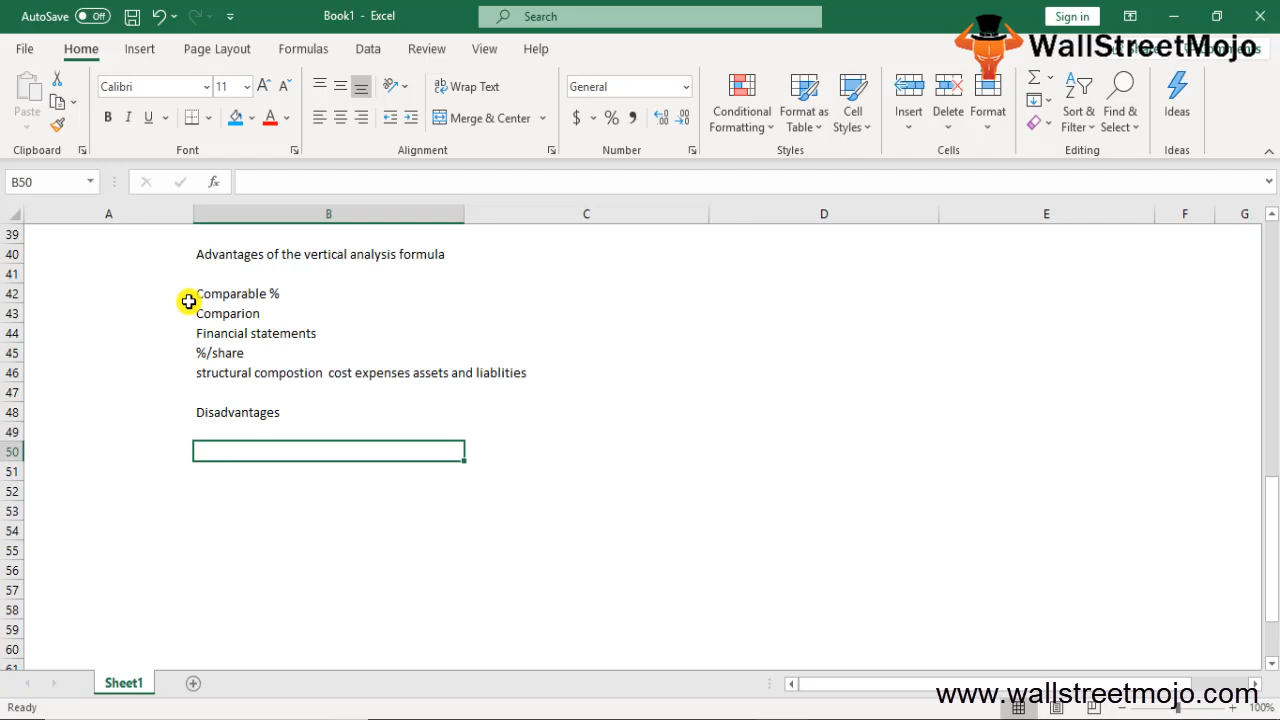 AutoSave Off Book1 - Excel Search Sign in
WallStreetMojo
File Home Insert Page Layout Formulas Data Review View Help
Calibri 11 Wrap Text General Conditional Formatting Format as Table Cell Styles Insert Delete Format Sort & Filter Find & Select Ideas
Paste B I U A Merge & Center $ % ,
Clipboard Font Alignment Number Styles Cells Editing Ideas
B50 fx
A B C D E F G
39
40 Advantages of the vertical analysis formula
41
42 Comparable %
43 Comparion
44 Financial statements
45 %/share
46 structural compostion cost expenses assets and liablities
47
48 Disadvantages
49
50
51
52
53
54
55
56
57
58
59
60
61
Sheet1
www.wallstreetmojo.com
Ready 100%